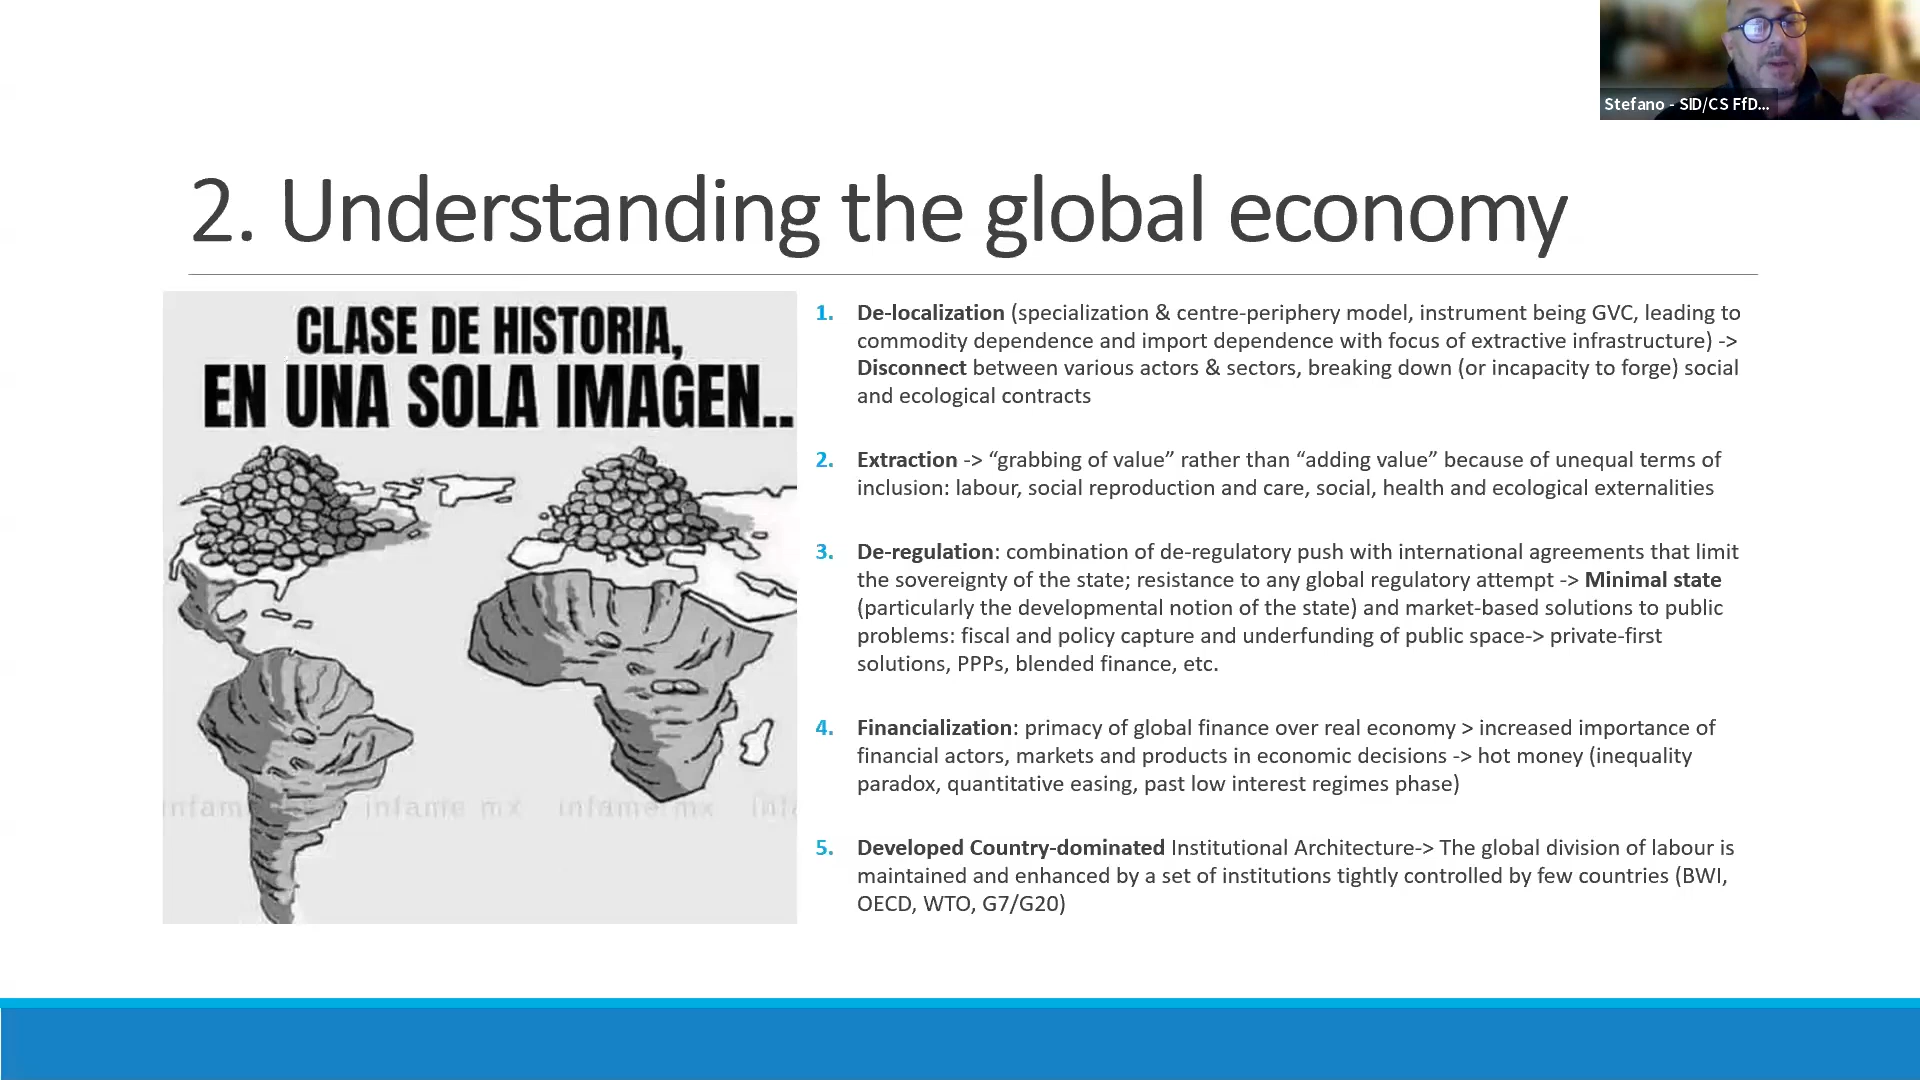 Stefano - SID/CS FfD...
2. Understanding the global economy
CLASE DE HISTORIA,
EN UNA SOLA IMAGEN..
infame mx infame mx
1. De-localization (specialization & centre-periphery model, instrument being GVC, leading to
commodity dependence and import dependence with focus of extractive infrastructure) ->
Disconnect between various actors & sectors, breaking down (or incapacity to forge) social
and ecological contracts
2. Extraction -> “grabbing of value” rather than “adding value” because of unequal terms of
inclusion: labour, social reproduction and care, social, health and ecological externalities
3. De-regulation: combination of de-regulatory push with international agreements that limit
the sovereignty of the state; resistance to any global regulatory attempt -> Minimal state
(particularly the developmental notion of the state) and market-based solutions to public
problems: fiscal and policy capture and underfunding of public space-> private-first
solutions, PPPs, blended finance, etc.
4. Financialization: primacy of global finance over real economy > increased importance of
financial actors, markets and products in economic decisions -> hot money (inequality
paradox, quantitative easing, past low interest regimes phase)
5. Developed Country-dominated Institutional Architecture-> The global division of labour is
maintained and enhanced by a set of institutions tightly controlled by few countries (BWI,
OECD, WTO, G7/G20)